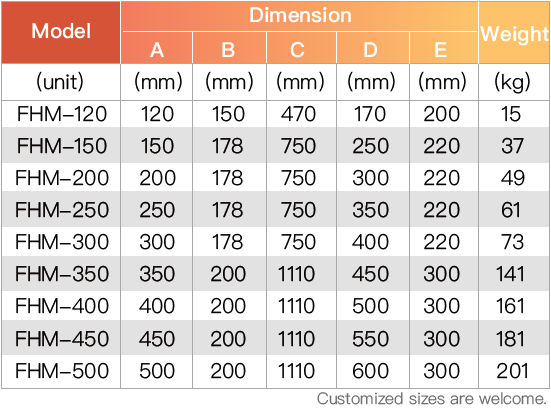 Model Dimension Weight
A B C D E
(unit) (mm) (mm) (mm) (mm) (mm) (kg)
FHM-120 120 150 470 170 200 15
FHM-150 150 178 750 250 220 37
FHM-200 200 178 750 300 220 49
FHM-250 250 178 750 350 220 61
FHM-300 300 178 750 400 220 73
FHM-350 350 200 1110 450 300 141
FHM-400 400 200 1110 500 300 161
FHM-450 450 200 1110 550 300 181
FHM-500 500 200 1110 600 300 201
Customized sizes are welcome.